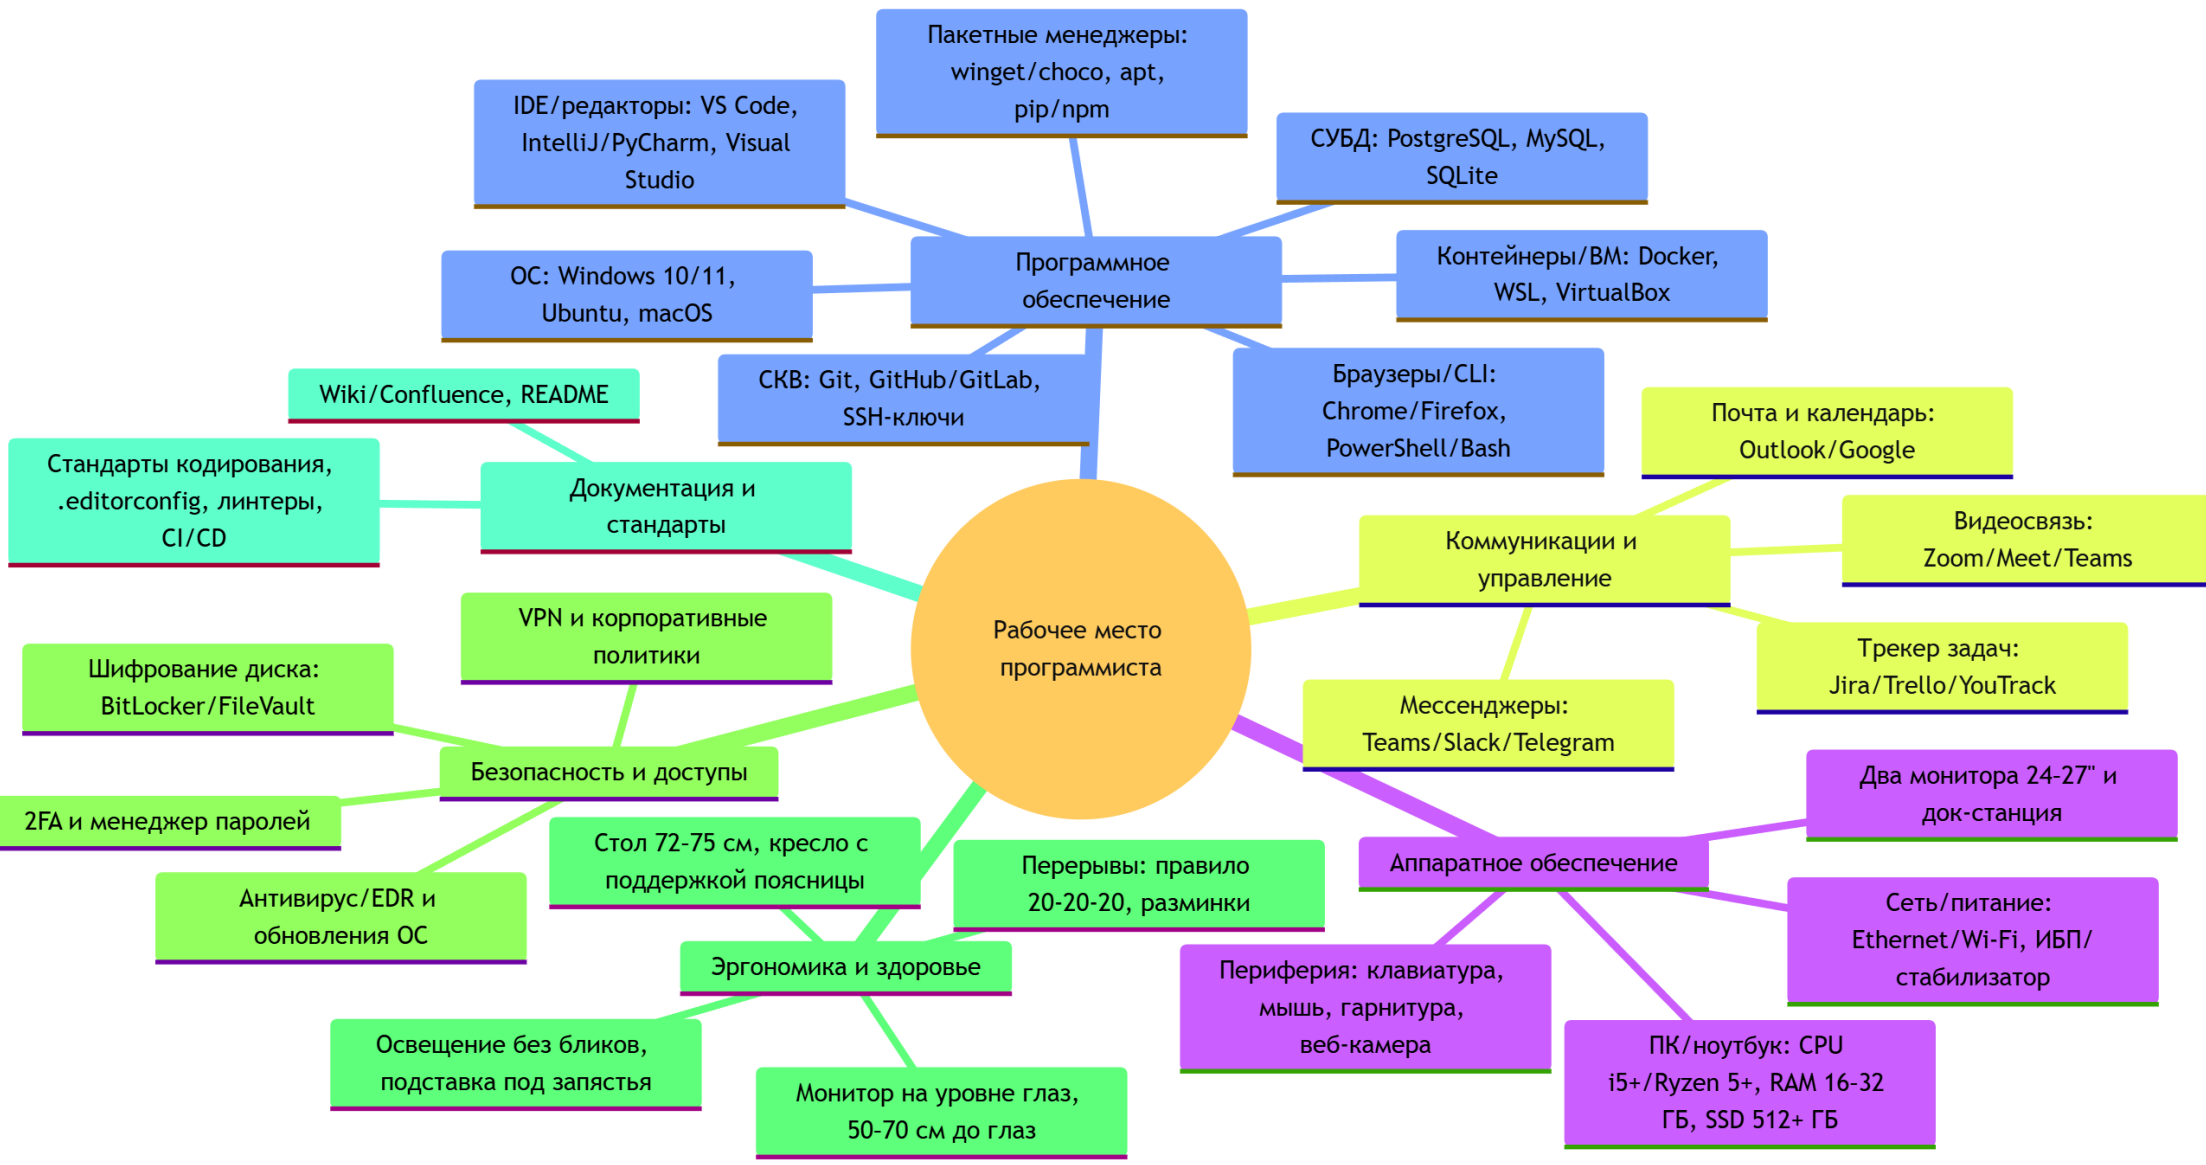 Пакетные менеджеры:
winget/choco, apt,
pip/npm
IDE/редакторы: VS Code,
IntelliJ/PyCharm, Visual
Studio
СУБД: PostgreSQL, MySQL,
SQLite
Программное
обеспечение
Контейнеры/ВМ: Docker,
WSL, VirtualBox
ОС: Windows 10/11,
Ubuntu, macOS
СКВ: Git, GitHub/GitLab,
SSH-ключи
Браузеры/CLI:
Chrome/Firefox,
PowerShell/Bash
Wiki/Confluence, README
Стандарты кодирования,
.editorconfig, линтеры,
CI/CD
Документация и
стандарты
Почта и календарь:
Outlook/Google
Коммуникации и
управление
Видеосвязь:
Zoom/Meet/Teams
Трекер задач:
Jira/Trello/YouTrack
Мессенджеры:
Teams/Slack/Telegram
Рабочее место
программиста
VPN и корпоративные
политики
Шифрование диска:
BitLocker/FileVault
Безопасность и доступы
2FA и менеджер паролей
Антивирус/EDR и
обновления ОС
Стол 72–75 см, кресло с
поддержкой поясницы
Перерывы: правило
20-20-20, разминки
Эргономика и здоровье
Освещение без бликов,
подставка под запястья
Монитор на уровне глаз,
50–70 см до глаз
Два монитора 24–27" и
док-станция
Аппаратное обеспечение
Сеть/питание:
Ethernet/Wi-Fi, ИБП/
стабилизатор
Периферия: клавиатура,
мышь, гарнитура,
веб-камера
ПК/ноутбук: CPU
i5+/Ryzen 5+, RAM 16–32
ГБ, SSD 512+ ГБ